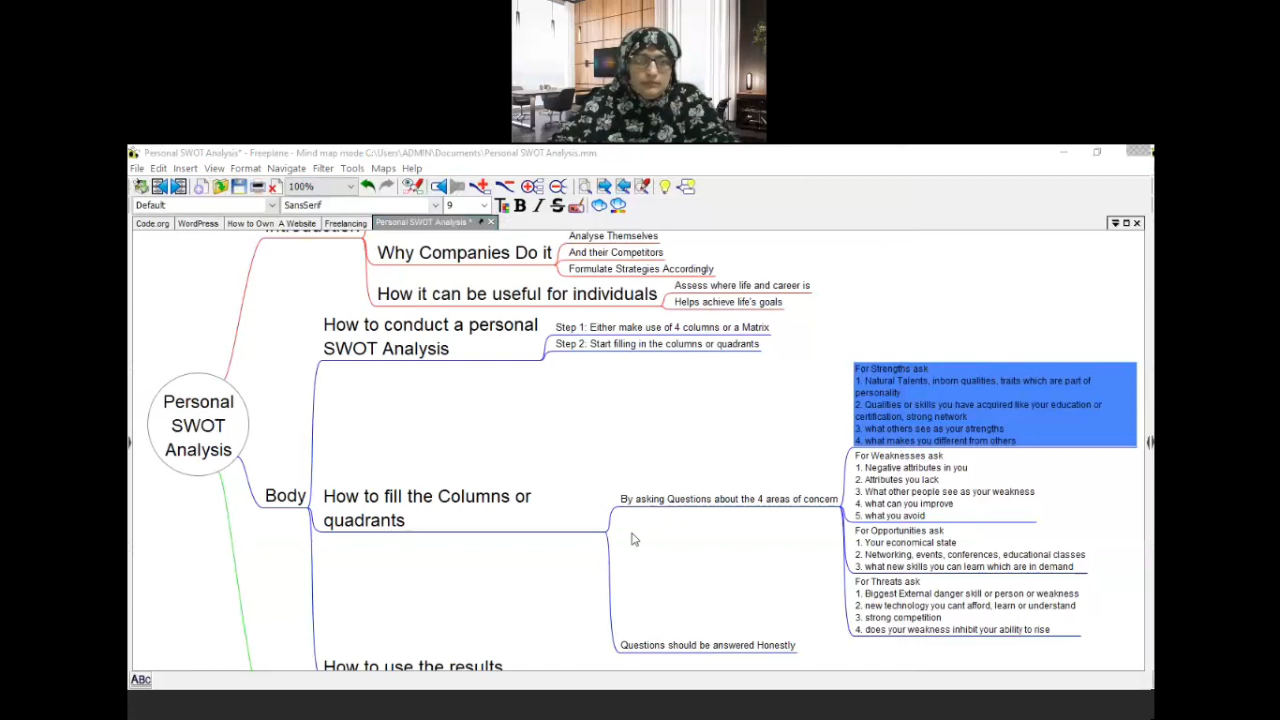 Personal SWOT Analysis* - Freeplane - Mind map mode C:\Users\ADMIN\Documents\Personal SWOT Analysis.mm
File Edit Insert View Format Navigate Filter Tools Maps Help
100%
Default SansSerif 9
Code.org WordPress How to Own A Website Freelancing Personal SWOT Analysis *
Introduction
Why Companies Do it
Analyse Themselves
And their Competitors
Formulate Strategies Accordingly
How it can be useful for individuals
Assess where life and career is
Helps achieve life's goals
Personal
SWOT
Analysis
Body
How to conduct a personal
SWOT Analysis
Step 1: Either make use of 4 columns or a Matrix
Step 2: Start filling in the columns or quadrants
How to fill the Columns or
quadrants
By asking Questions about the 4 areas of concern
For Strengths ask
1. Natural Talents, inborn qualities, traits which are part of
personality
2. Qualities or skills you have acquired like your education or
certification, strong network
3. what others see as your strengths
4. what makes you different from others
For Weaknesses ask
1. Negative attributes in you
2. Attributes you lack
3. What other people see as your weakness
4. what can you improve
5. what you avoid
For Opportunities ask
1. Your economical state
2. Networking, events, conferences, educational classes
3. what new skills you can learn which are in demand
For Threats ask
1. Biggest External danger skill or person or weakness
2. new technology you cant afford, learn or understand
3. strong competition
4. does your weakness inhibit your ability to rise
Questions should be answered Honestly
How to use the results
ABC